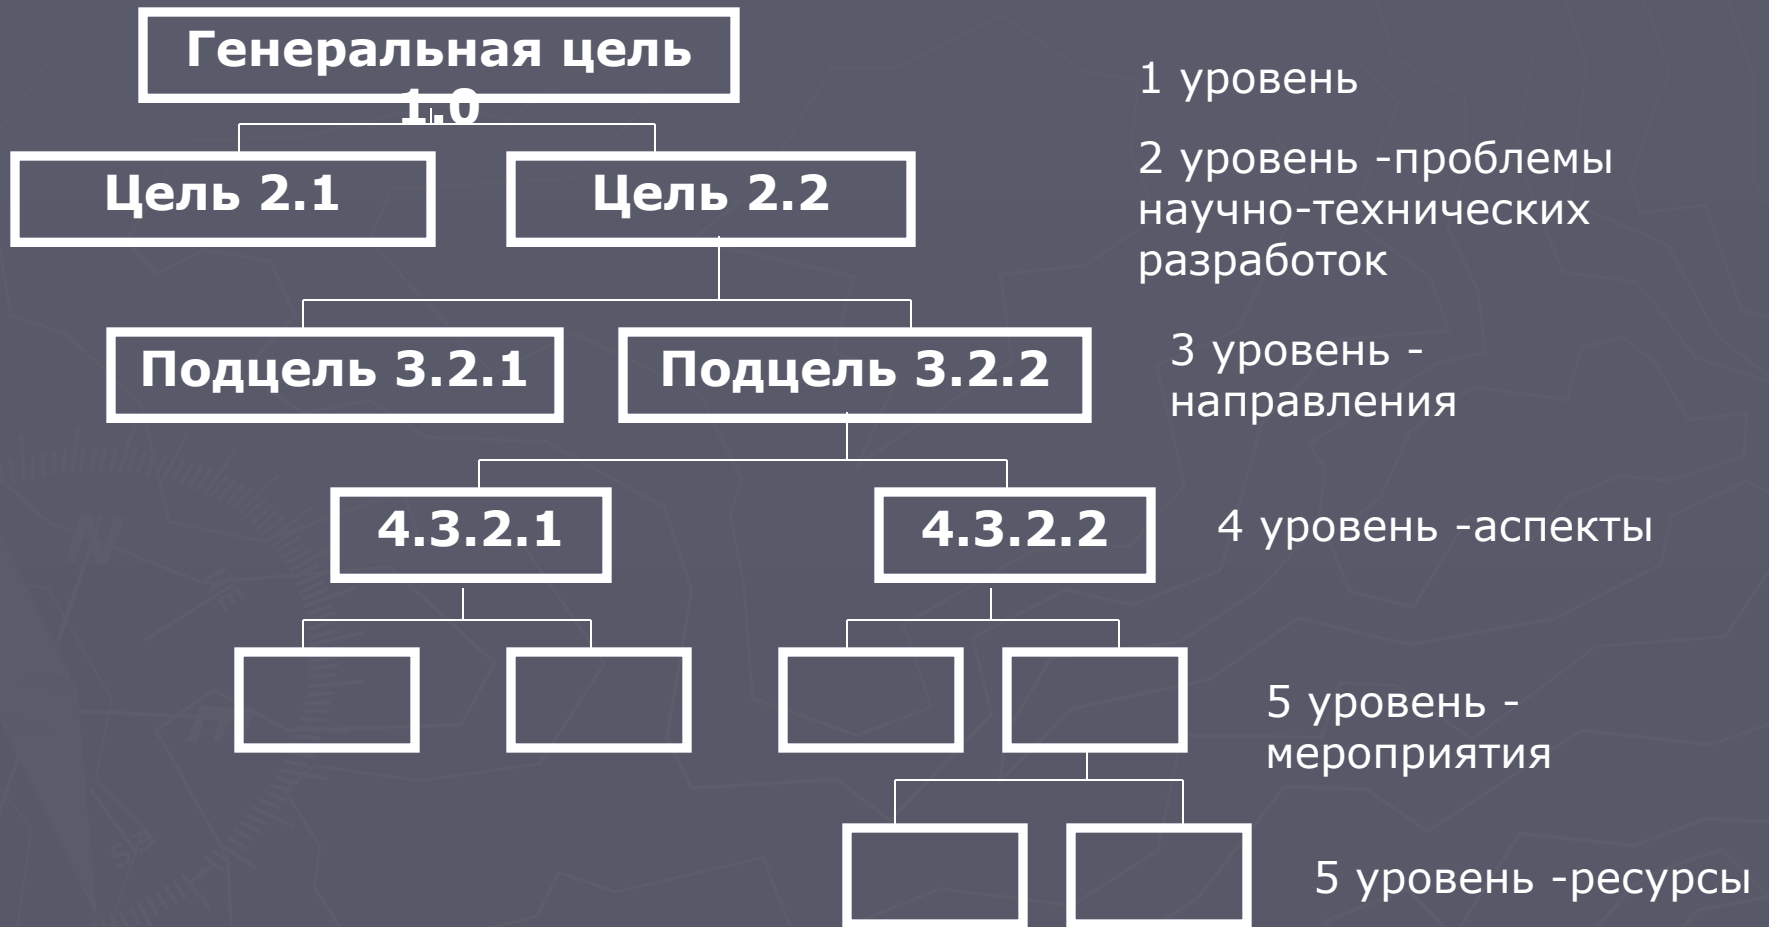 Генеральная цель
1.0
1 уровень
Цель 2.1
Цель 2.2
2 уровень -проблемы
научно-технических
разработок
Подцель 3.2.1
Подцель 3.2.2
3 уровень -
направления
4.3.2.1
4.3.2.2
4 уровень -аспекты
5 уровень -
мероприятия
5 уровень -ресурсы
N
NE
E
SE